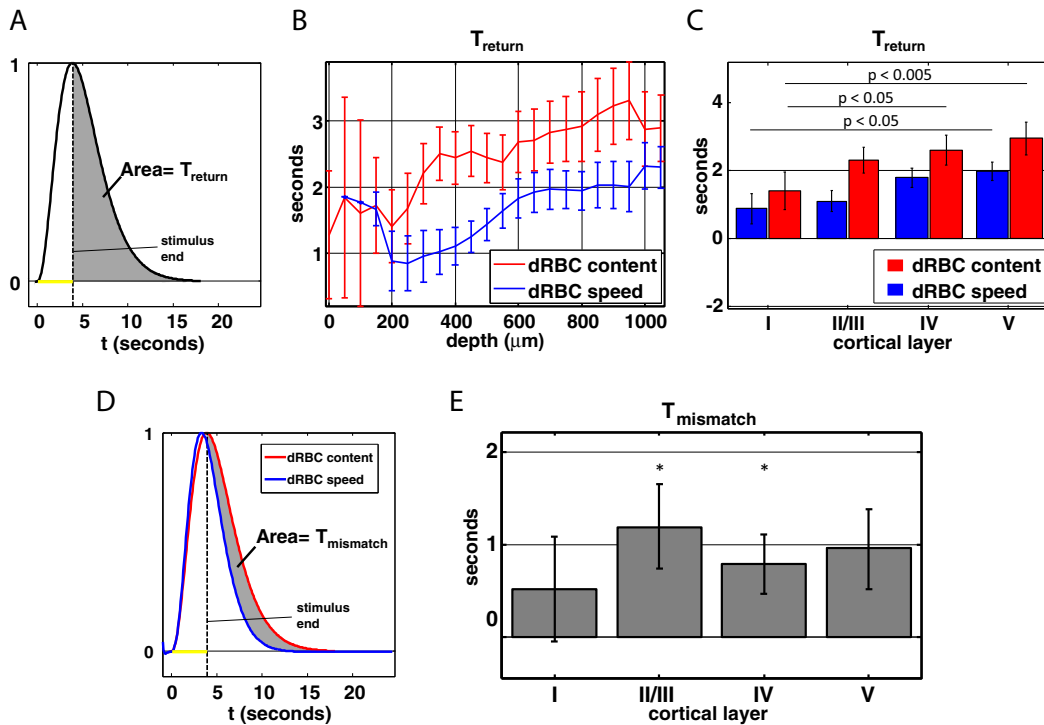 A
1
0
Area= Treturn
stimulus
end
0 5 10 15 20
t (seconds)
B
Treturn
seconds
3
2
1
dRBC content
dRBC speed
0 200 400 600 800 1000
depth (μm)
C
Treturn
p < 0.005
p < 0.05
p < 0.05
seconds
4
2
0
-2
dRBC content
dRBC speed
I II/III IV V
cortical layer
D
1
0
dRBC content
dRBC speed
Area= Tmismatch
stimulus
end
0 5 10 15 20
t (seconds)
E
Tmismatch
seconds
2
1
0
* *
I II/III IV V
cortical layer